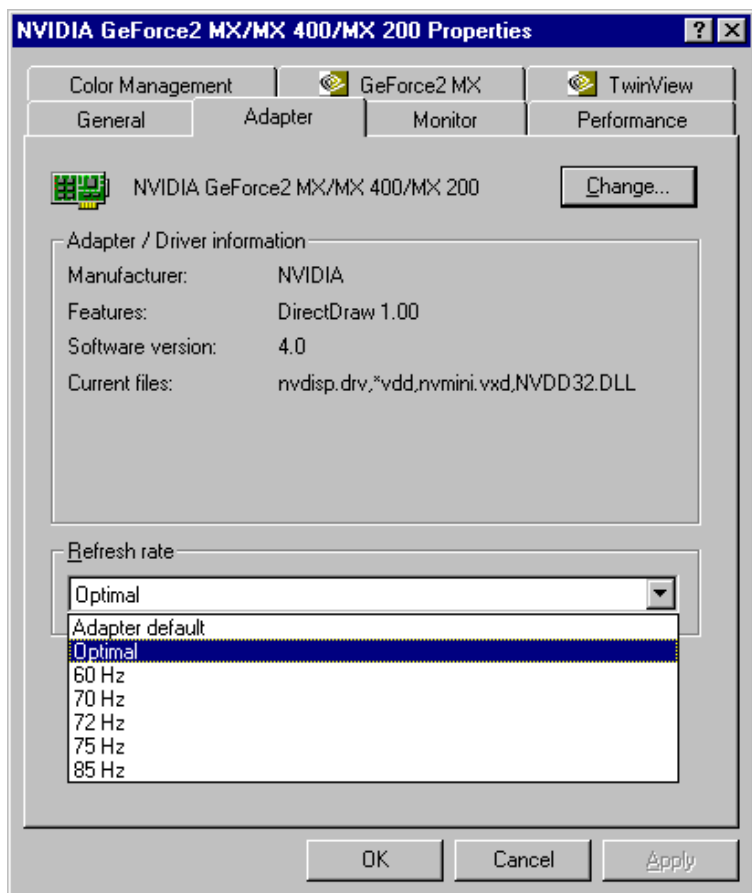 NVIDIA GeForce2 MX/MX 400/MX 200 Properties
Color Management GeForce2 MX TwinView
General Adapter Monitor Performance
NVIDIA GeForce2 MX/MX 400/MX 200 Change...
Adapter / Driver information
Manufacturer: NVIDIA
Features: DirectDraw 1.00
Software version: 4.0
Current files: nvdisp.drv,*vdd,nvmini.vxd,NVDD32.DLL
Refresh rate
Optimal
Adapter default
Optimal
60 Hz
70 Hz
72 Hz
75 Hz
85 Hz
OK Cancel Apply